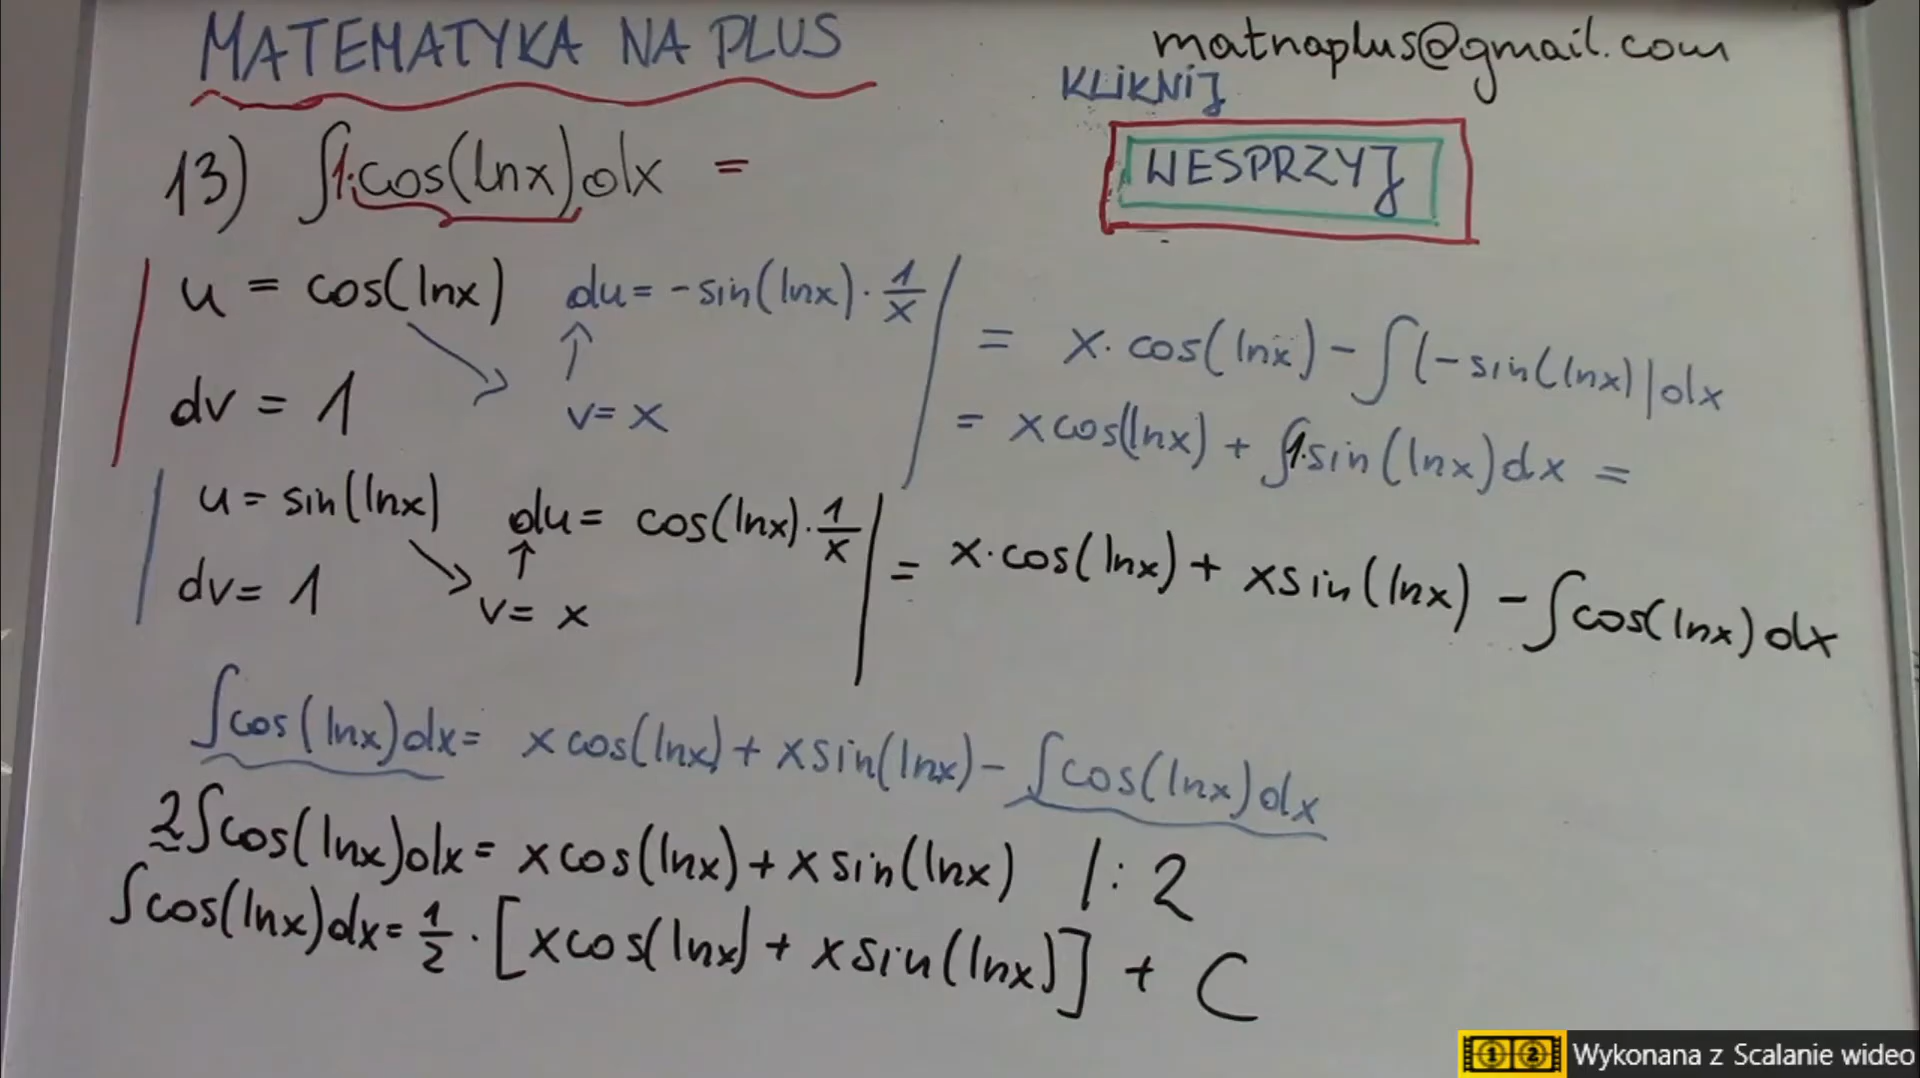 MATEMATYKA NA PLUS
matnaplus@gmail.com
KLIKNIJ
WESPRZYJ
13) ∫1·cos(lnx)dx =
u = cos(lnx) du = -sin(lnx)·1/x
dv = 1 v = x
= x·cos(lnx) - ∫(-sin(lnx))dx
= xcos(lnx) + ∫1·sin(lnx)dx =
u = sin(lnx) du = cos(lnx)·1/x
dv = 1 v = x
= x·cos(lnx) + xsin(lnx) - ∫cos(lnx)dx
∫cos(lnx)dx = xcos(lnx) + xsin(lnx) - ∫cos(lnx)dx
2∫cos(lnx)dx = xcos(lnx) + xsin(lnx) /:2
∫cos(lnx)dx = 1/2·[xcos(lnx) + xsin(lnx)] + C
1 2 Wykonana z Scalanie wideo